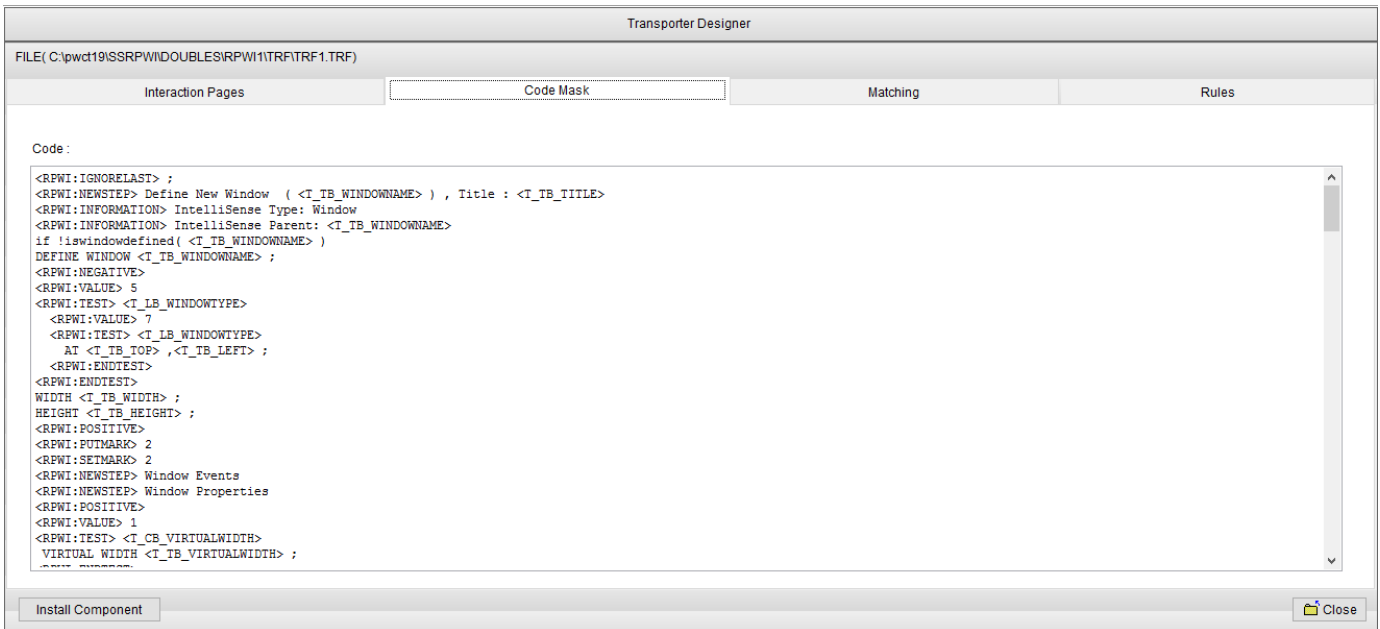 Transporter Designer
FILE( C:\pwct19\SSRPWI\DOUBLES\RPWI1\TRF\TRF1.TRF)
Interaction Pages Code Mask Matching Rules
Code :
<RPWI:IGNORELAST> ;
<RPWI:NEWSTEP> Define New Window  ( <T_TB_WINDOWNAME> ) , Title : <T_TB_TITLE>
<RPWI:INFORMATION> IntelliSense Type: Window
<RPWI:INFORMATION> IntelliSense Parent: <T_TB_WINDOWNAME>
if !iswindowdefined( <T_TB_WINDOWNAME> )
DEFINE WINDOW <T_TB_WINDOWNAME> ;
<RPWI:NEGATIVE>
<RPWI:VALUE> 5
<RPWI:TEST> <T_LB_WINDOWTYPE>
  <RPWI:VALUE> 7
  <RPWI:TEST> <T_LB_WINDOWTYPE>
    AT <T_TB_TOP> ,<T_TB_LEFT> ;
  <RPWI:ENDTEST>
<RPWI:ENDTEST>
WIDTH <T_TB_WIDTH> ;
HEIGHT <T_TB_HEIGHT> ;
<RPWI:POSITIVE>
<RPWI:PUTMARK> 2
<RPWI:SETMARK> 2
<RPWI:NEWSTEP> Window Events
<RPWI:NEWSTEP> Window Properties
<RPWI:POSITIVE>
<RPWI:VALUE> 1
<RPWI:TEST> <T_CB_VIRTUALWIDTH>
 VIRTUAL WIDTH <T_TB_VIRTUALWIDTH> ;
Install Component Close